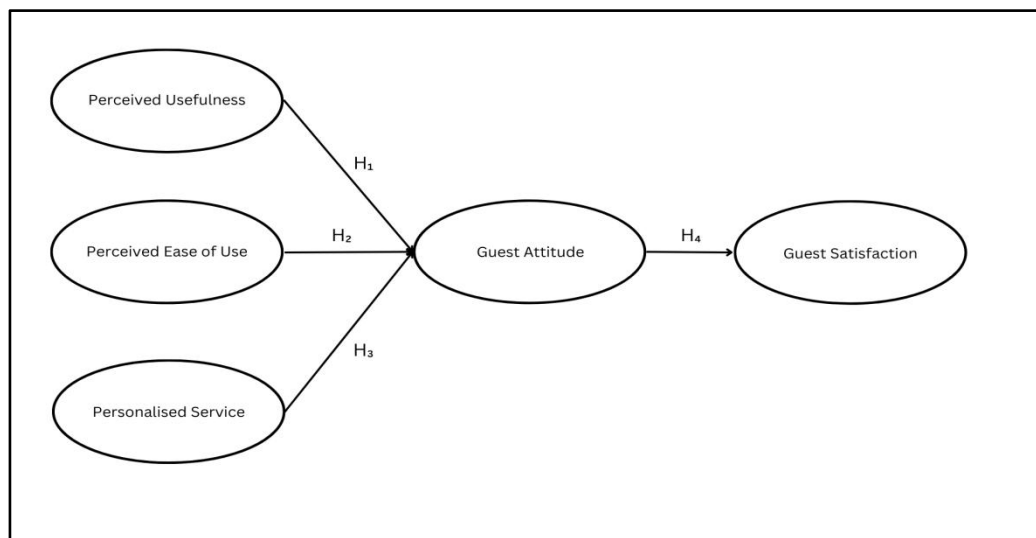 Perceived Usefulness
H₁
Perceived Ease of Use
H₂
Guest Attitude
H₄
Guest Satisfaction
H₃
Personalised Service